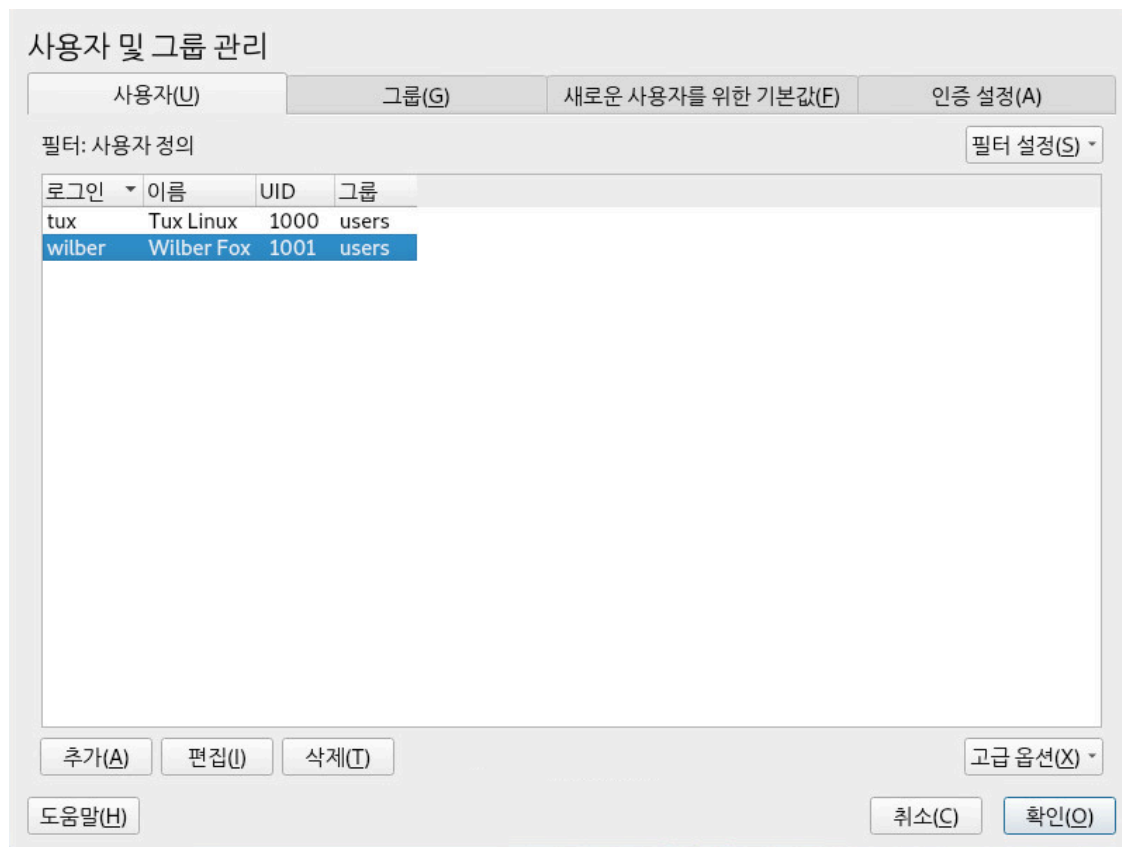 사용자 및 그룹 관리
사용자(U) 그룹(G) 새로운 사용자를 위한 기본값(F) 인증 설정(A)
필터: 사용자 정의 필터 설정(S)
로그인 이름 UID 그룹
tux Tux Linux 1000 users
wilber Wilber Fox 1001 users
추가(A) 편집(I) 삭제(T) 고급 옵션(X)
도움말(H) 취소(C) 확인(O)